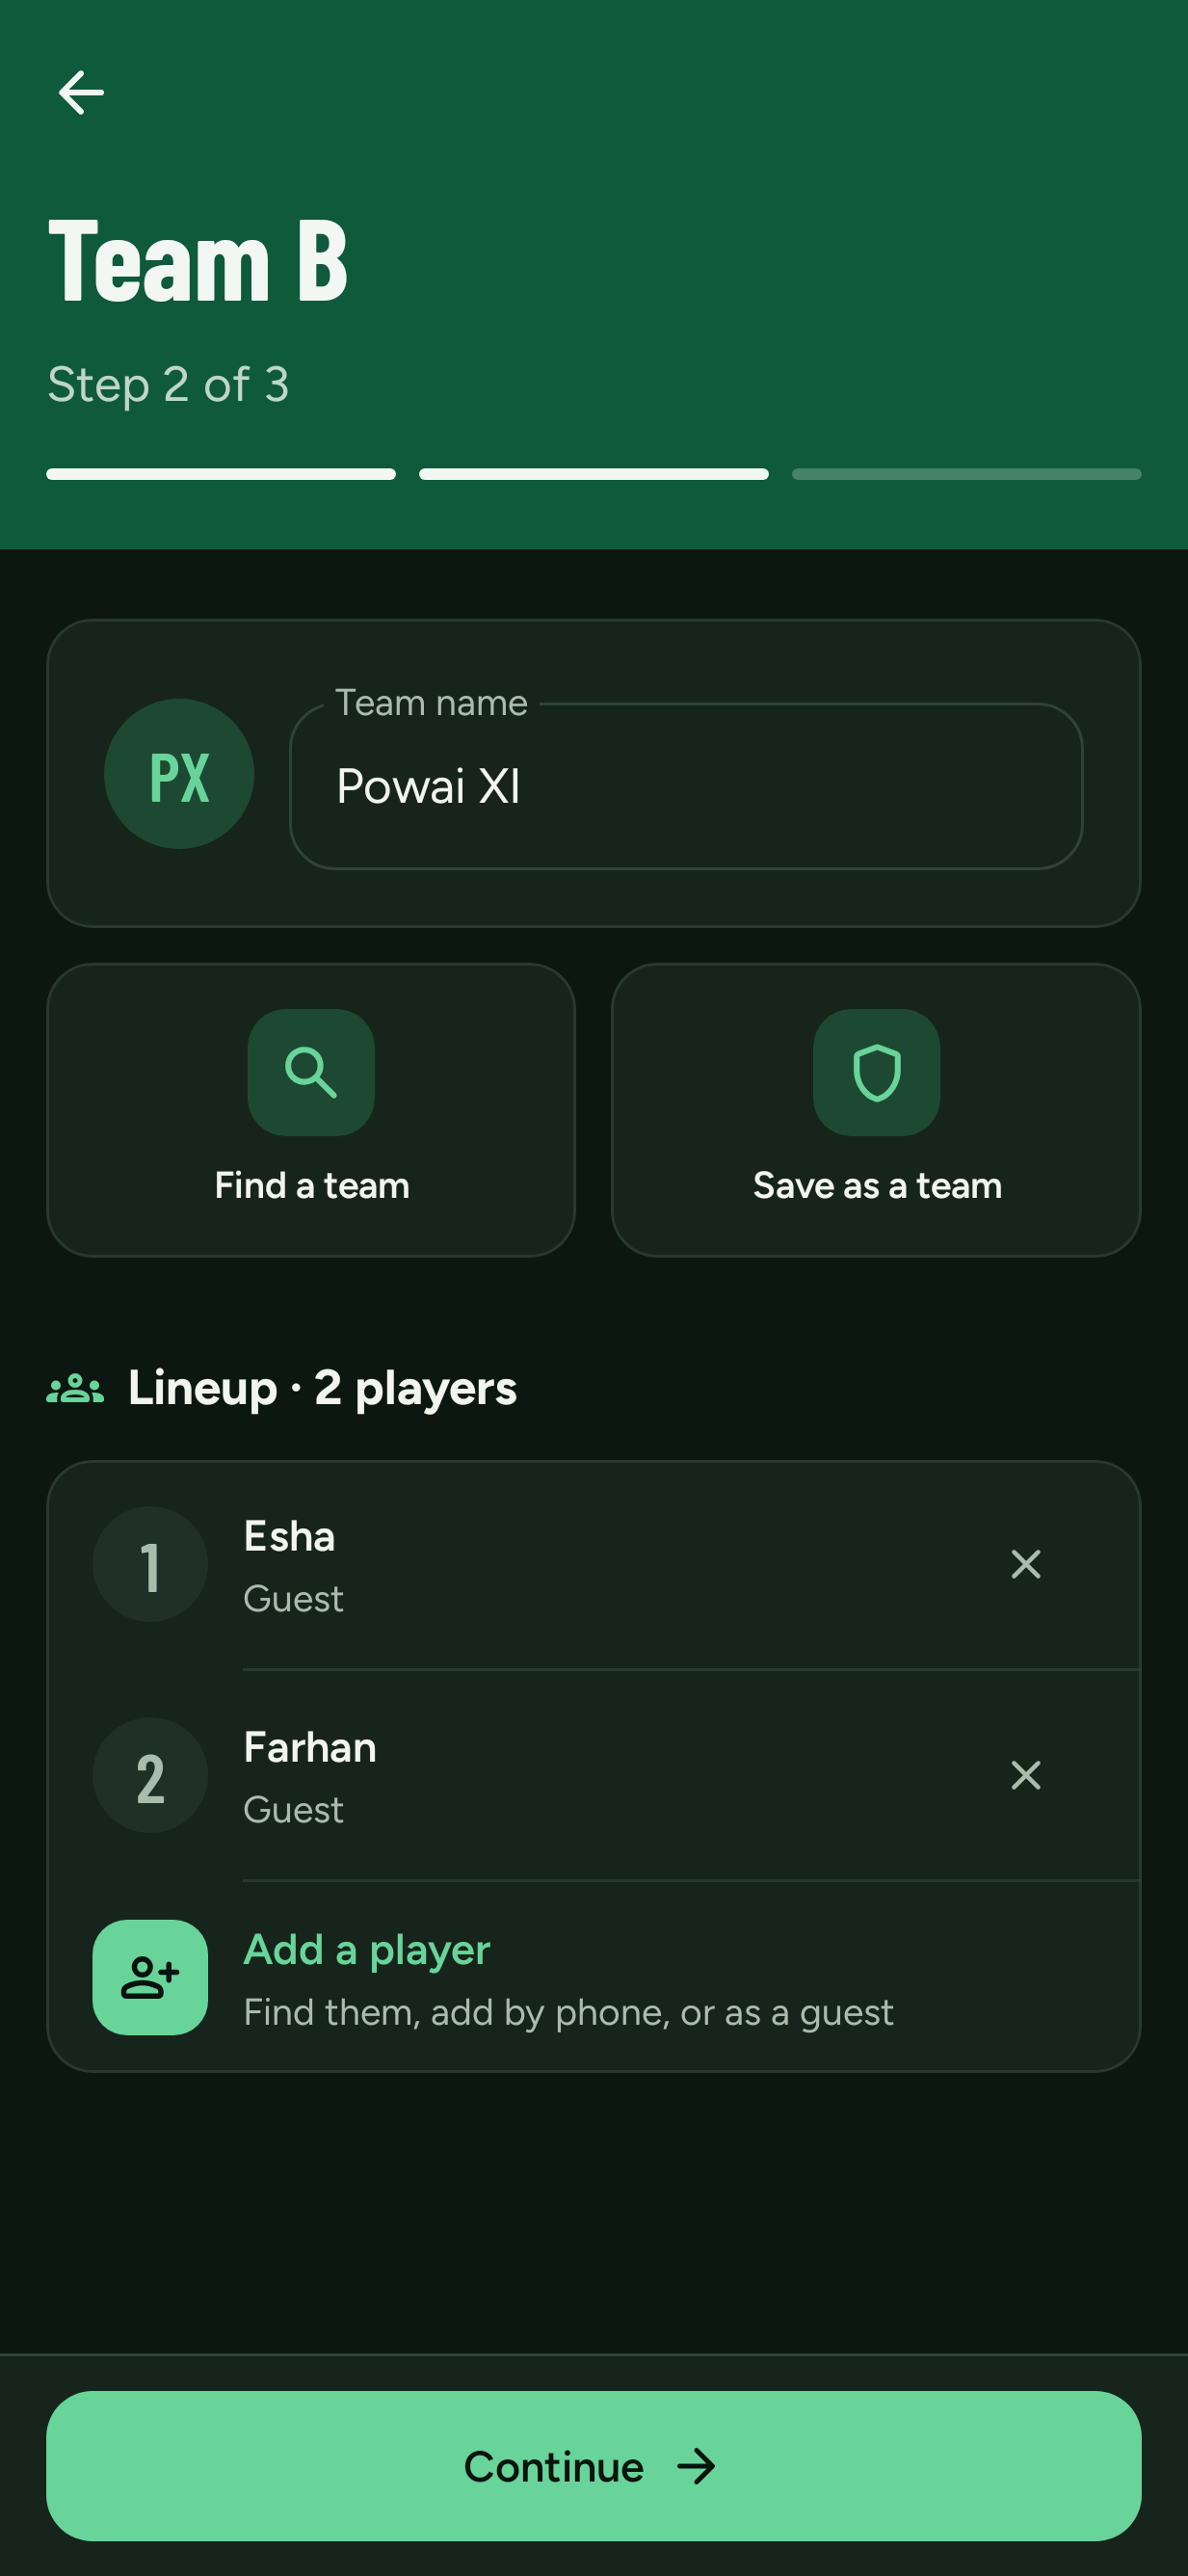 Team B
Step 2 of 3
Team name
PX
Powai XI
Find a team
Save as a team
Lineup · 2 players
1
Esha
Guest
2
Farhan
Guest
Add a player
Find them, add by phone, or as a guest
Continue